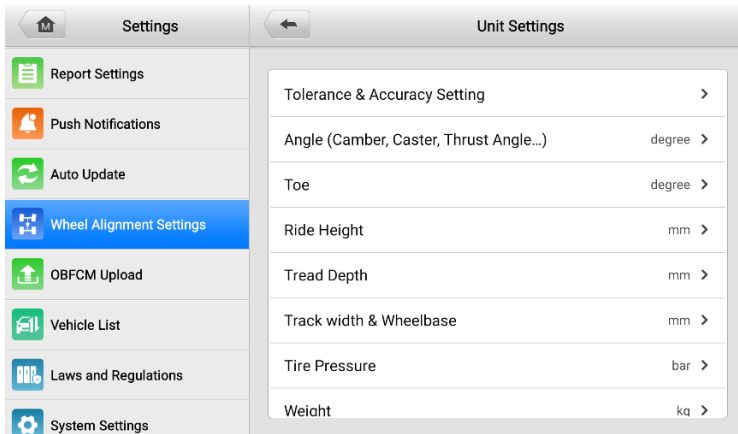 M
Settings
Unit Settings
Report Settings
Push Notifications
Auto Update
Wheel Alignment Settings
OBFCM Upload
Vehicle List
Laws and Regulations
System Settings
Tolerance & Accuracy Setting
Angle (Camber, Caster, Thrust Angle...) degree
Toe degree
Ride Height mm
Tread Depth mm
Track width & Wheelbase mm
Tire Pressure bar
Weight kg